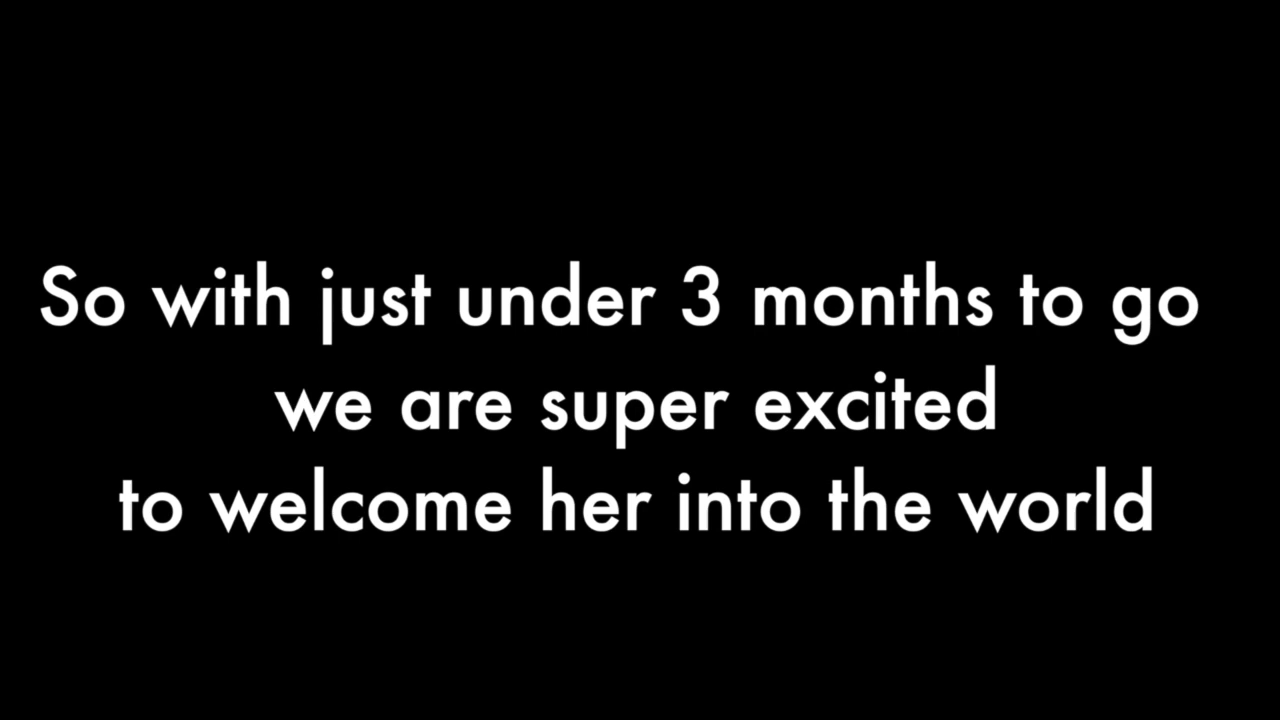 So with just under 3 months to go
we are super excited
to welcome her into the world